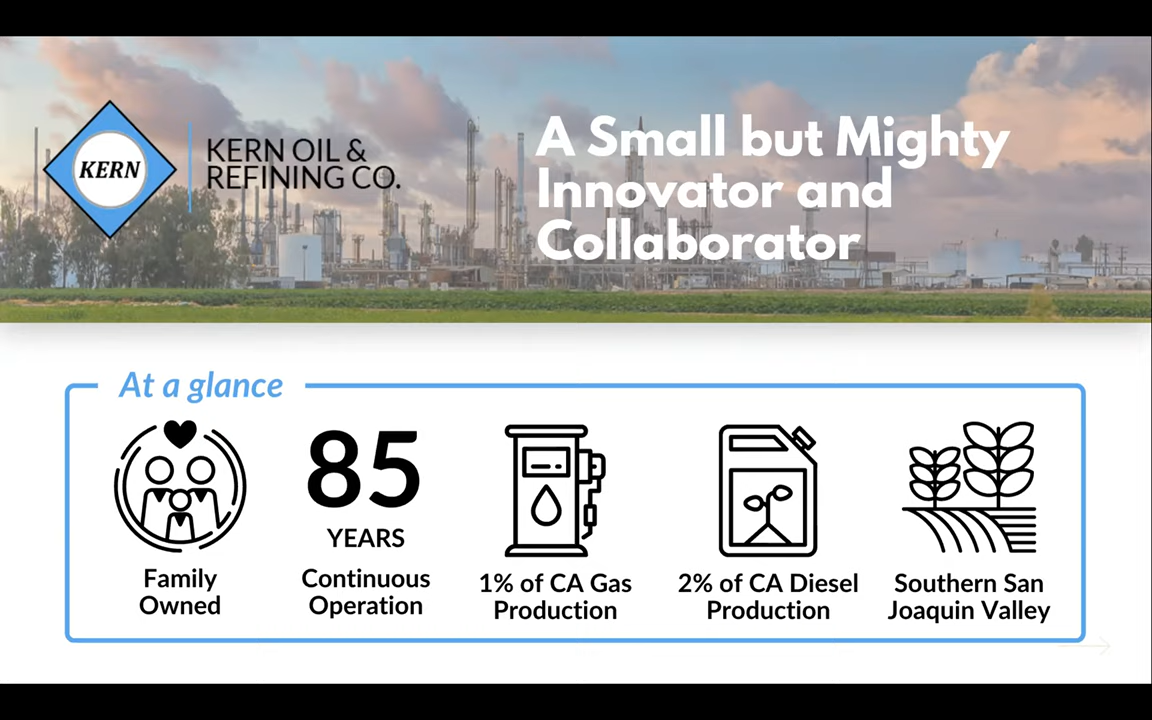 KERN
KERN OIL &
REFINING CO.
A Small but Mighty
Innovator and
Collaborator
At a glance
Family
Owned
85
YEARS
Continuous
Operation
1% of CA Gas
Production
2% of CA Diesel
Production
Southern San
Joaquin Valley